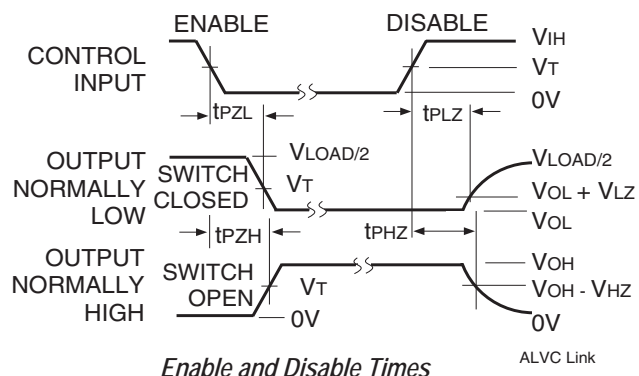 ENABLE
DISABLE
CONTROL
INPUT
VIH
VT
0V
tPZL
tPLZ
OUTPUT
NORMALLY
LOW
SWITCH
CLOSED
VLOAD/2
VT
VLOAD/2
VOL + VLZ
VOL
tPZH
tPHZ
OUTPUT
NORMALLY
HIGH
SWITCH
OPEN
VT
0V
VOH
VOH - VHZ
0V
Enable and Disable Times
ALVC Link